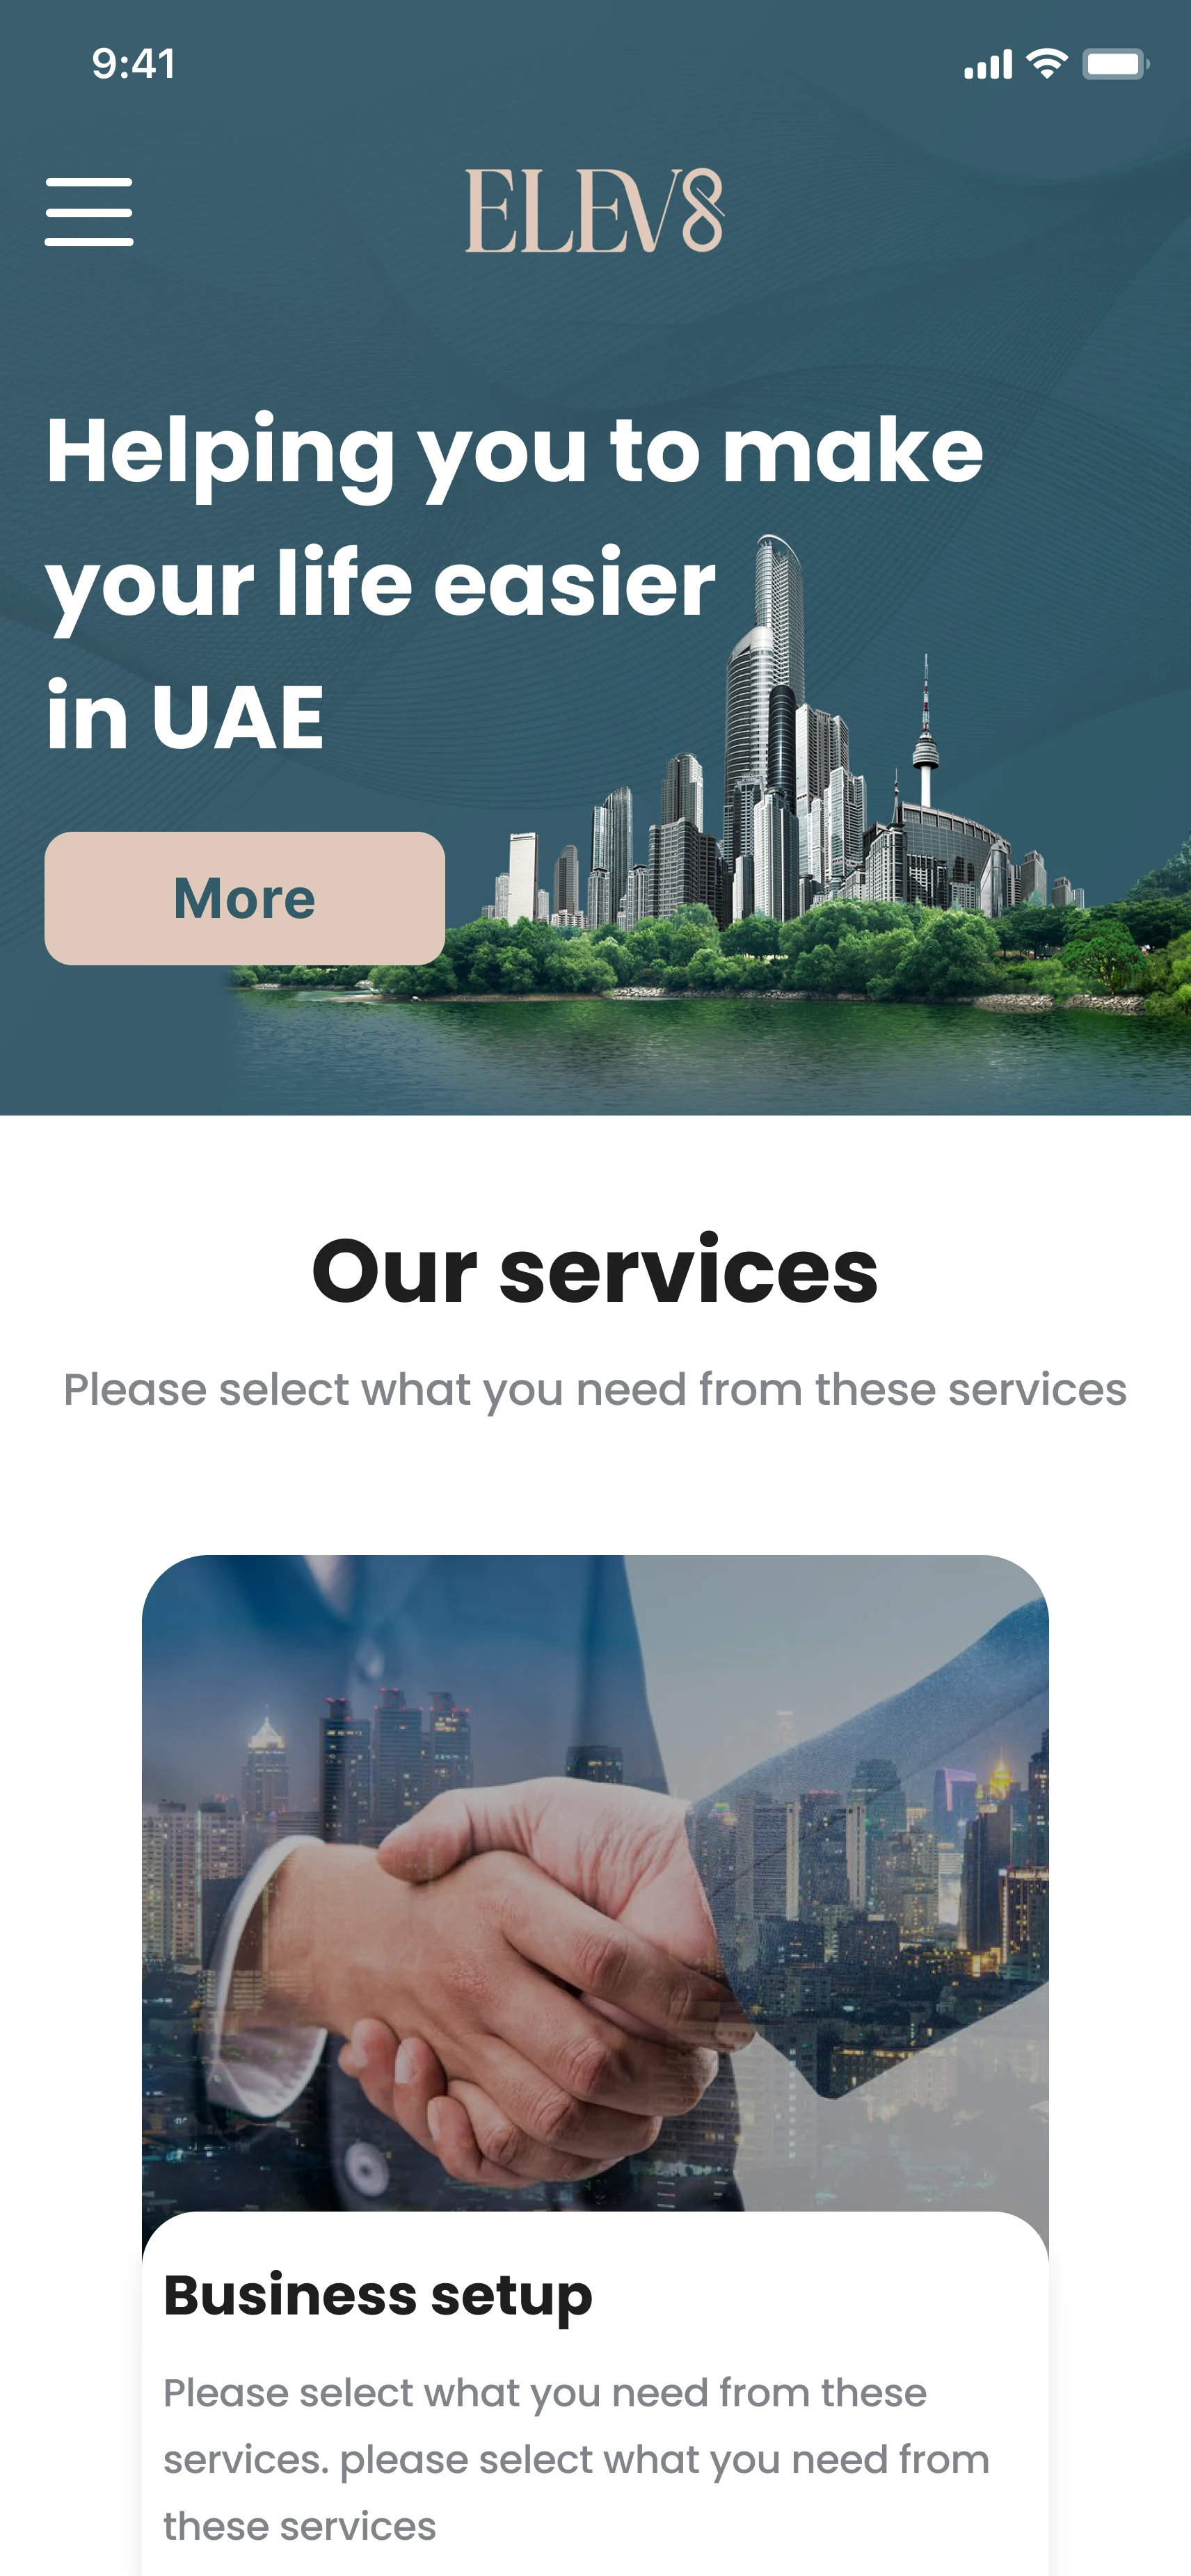 9:41
ELEV8
Helping you to make
your life easier
in UAE
More
Our services
Please select what you need from these services
Business setup
Please select what you need from these
services. please select what you need from
these services